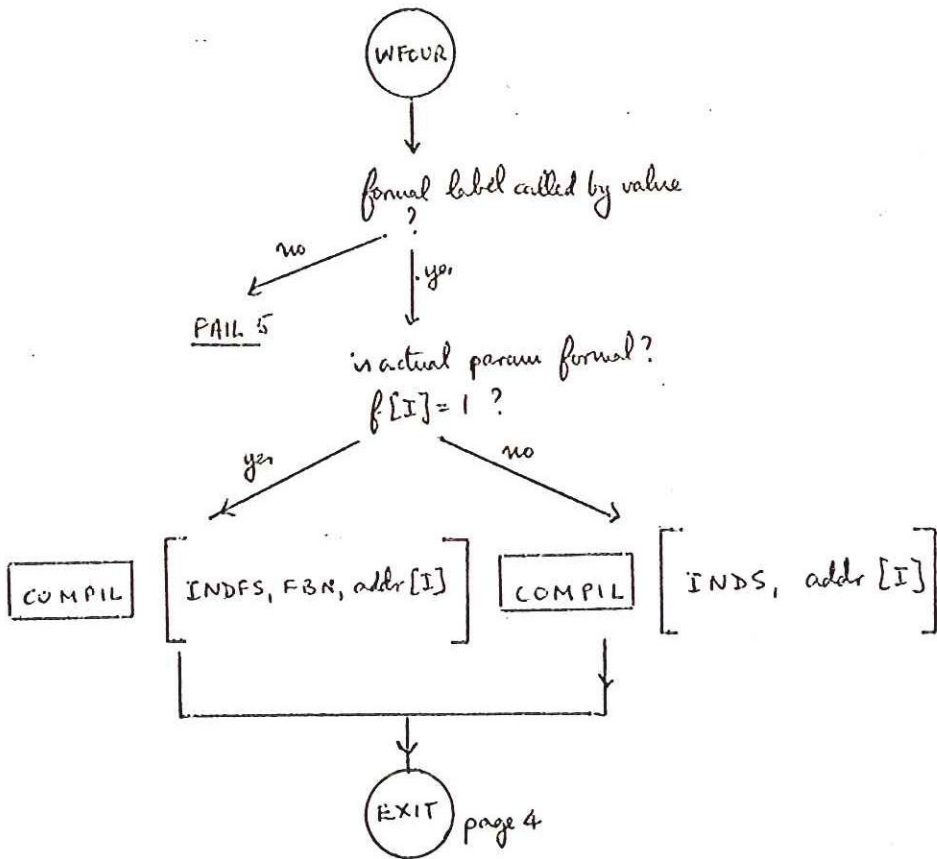 WFOUR
formal label called by value
?
no
yes
FAIL 5
is actual param formal?
f[I] = 1 ?
yes
no
COMPIL [INDFS, FBN, addr[I]]
COMPIL [INDS, addr[I]]
EXIT page 4